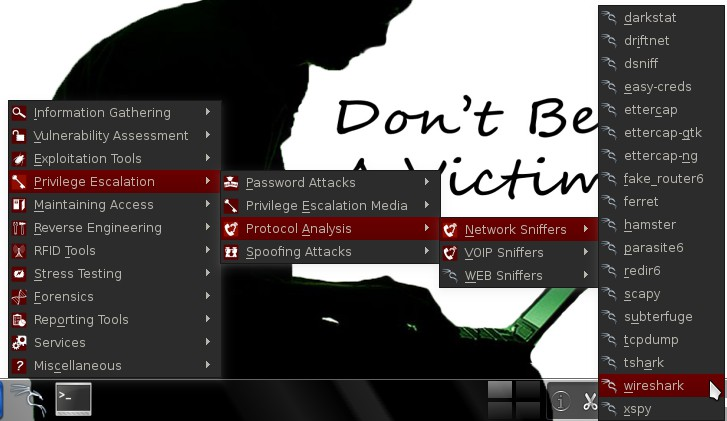 Don't Be
A Victim
Information Gathering
Vulnerability Assessment
Exploitation Tools
Privilege Escalation
Maintaining Access
Reverse Engineering
RFID Tools
Stress Testing
Forensics
Reporting Tools
Services
Miscellaneous
Password Attacks
Privilege Escalation Media
Protocol Analysis
Spoofing Attacks
Network Sniffers
VOIP Sniffers
WEB Sniffers
darkstat
driftnet
dsniff
easy-creds
ettercap
ettercap-gtk
ettercap-ng
fake_router6
ferret
hamster
parasite6
redir6
scapy
subterfuge
tcpdump
tshark
wireshark
xspy
>_